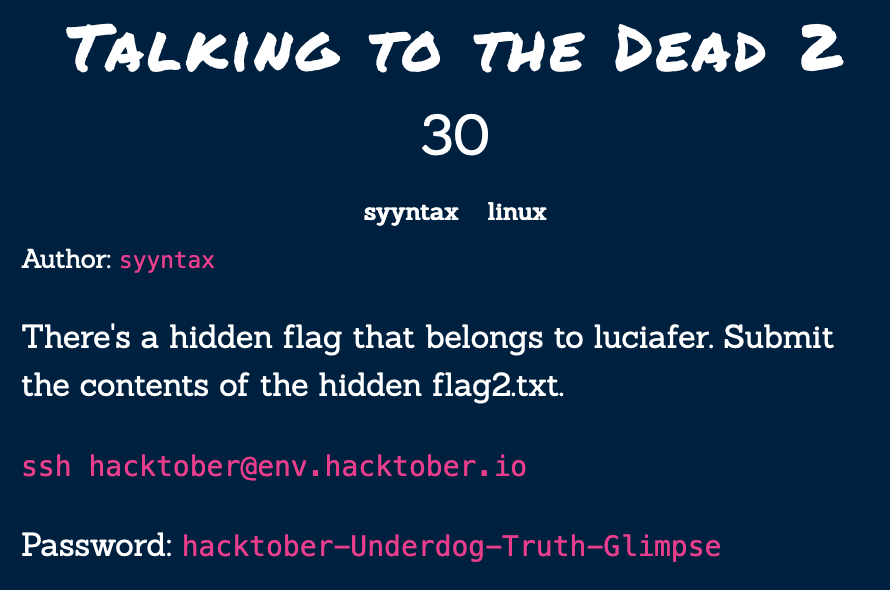 Talking to the Dead 2
30
syyntax linux
Author: syyntax
There's a hidden flag that belongs to luciafer. Submit
the contents of the hidden flag2.txt.
ssh hacktober@env.hacktober.io
Password: hacktober-Underdog-Truth-Glimpse